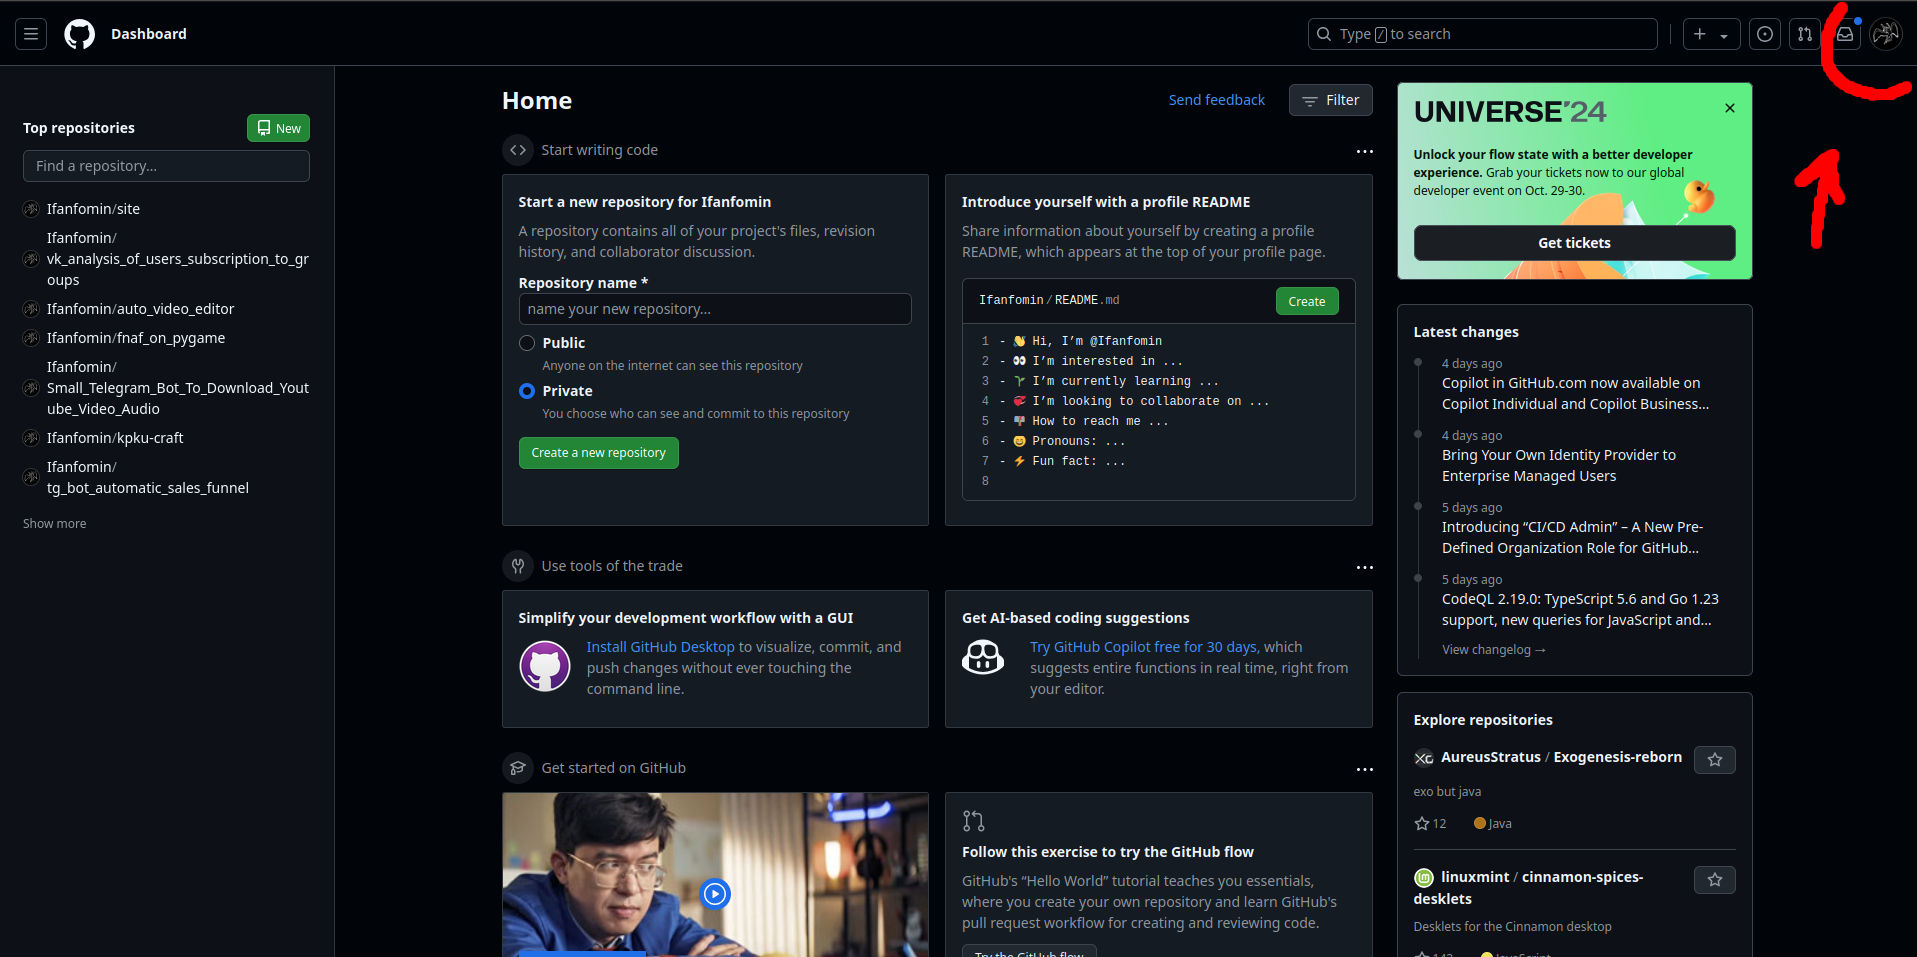 Dashboard
Type / to search
Top repositories
New
Find a repository...
Ifanfomin/site
Ifanfomin/
vk_analysis_of_users_subscription_to_gr
oups
Ifanfomin/auto_video_editor
Ifanfomin/fnaf_on_pygame
Ifanfomin/
Small_Telegram_Bot_To_Download_Yout
ube_Video_Audio
Ifanfomin/kpku-craft
Ifanfomin/
tg_bot_automatic_sales_funnel
Show more
Home
Send feedback
Filter
Start writing code
Start a new repository for Ifanfomin
A repository contains all of your project's files, revision
history, and collaborator discussion.
Repository name *
name your new repository...
Public
Anyone on the internet can see this repository
Private
You choose who can see and commit to this repository
Create a new repository
Introduce yourself with a profile README
Share information about yourself by creating a profile
README, which appears at the top of your profile page.
Ifanfomin/README.md
Create
1 - 👋 Hi, I’m @Ifanfomin
2 - 👀 I’m interested in ...
3 - 🌱 I’m currently learning ...
4 - 💞️ I’m looking to collaborate on ...
5 - 📫 How to reach me ...
6 - 😄 Pronouns: ...
7 - ⚡ Fun fact: ...
8
Use tools of the trade
Simplify your development workflow with a GUI
Install GitHub Desktop to visualize, commit, and
push changes without ever touching the
command line.
Get AI-based coding suggestions
Try GitHub Copilot free for 30 days, which
suggests entire functions in real time, right from
your editor.
Get started on GitHub
Follow this exercise to try the GitHub flow
GitHub's “Hello World” tutorial teaches you essentials,
where you create your own repository and learn GitHub's
pull request workflow for creating and reviewing code.
Try the GitHub flow
UNIVERSE'24
Unlock your flow state with a better developer
experience. Grab your tickets now to our global
developer event on Oct. 29-30.
Get tickets
Latest changes
4 days ago
Copilot in GitHub.com now available on
Copilot Individual and Copilot Business...
4 days ago
Bring Your Own Identity Provider to
Enterprise Managed Users
5 days ago
Introducing “CI/CD Admin” – A New Pre-
Defined Organization Role for GitHub...
5 days ago
CodeQL 2.19.0: TypeScript 5.6 and Go 1.23
support, new queries for JavaScript and...
View changelog →
Explore repositories
AureusStratus / Exogenesis-reborn
exo but java
12
Java
linuxmint / cinnamon-spices-
desklets
Desklets for the Cinnamon desktop
JavaScript